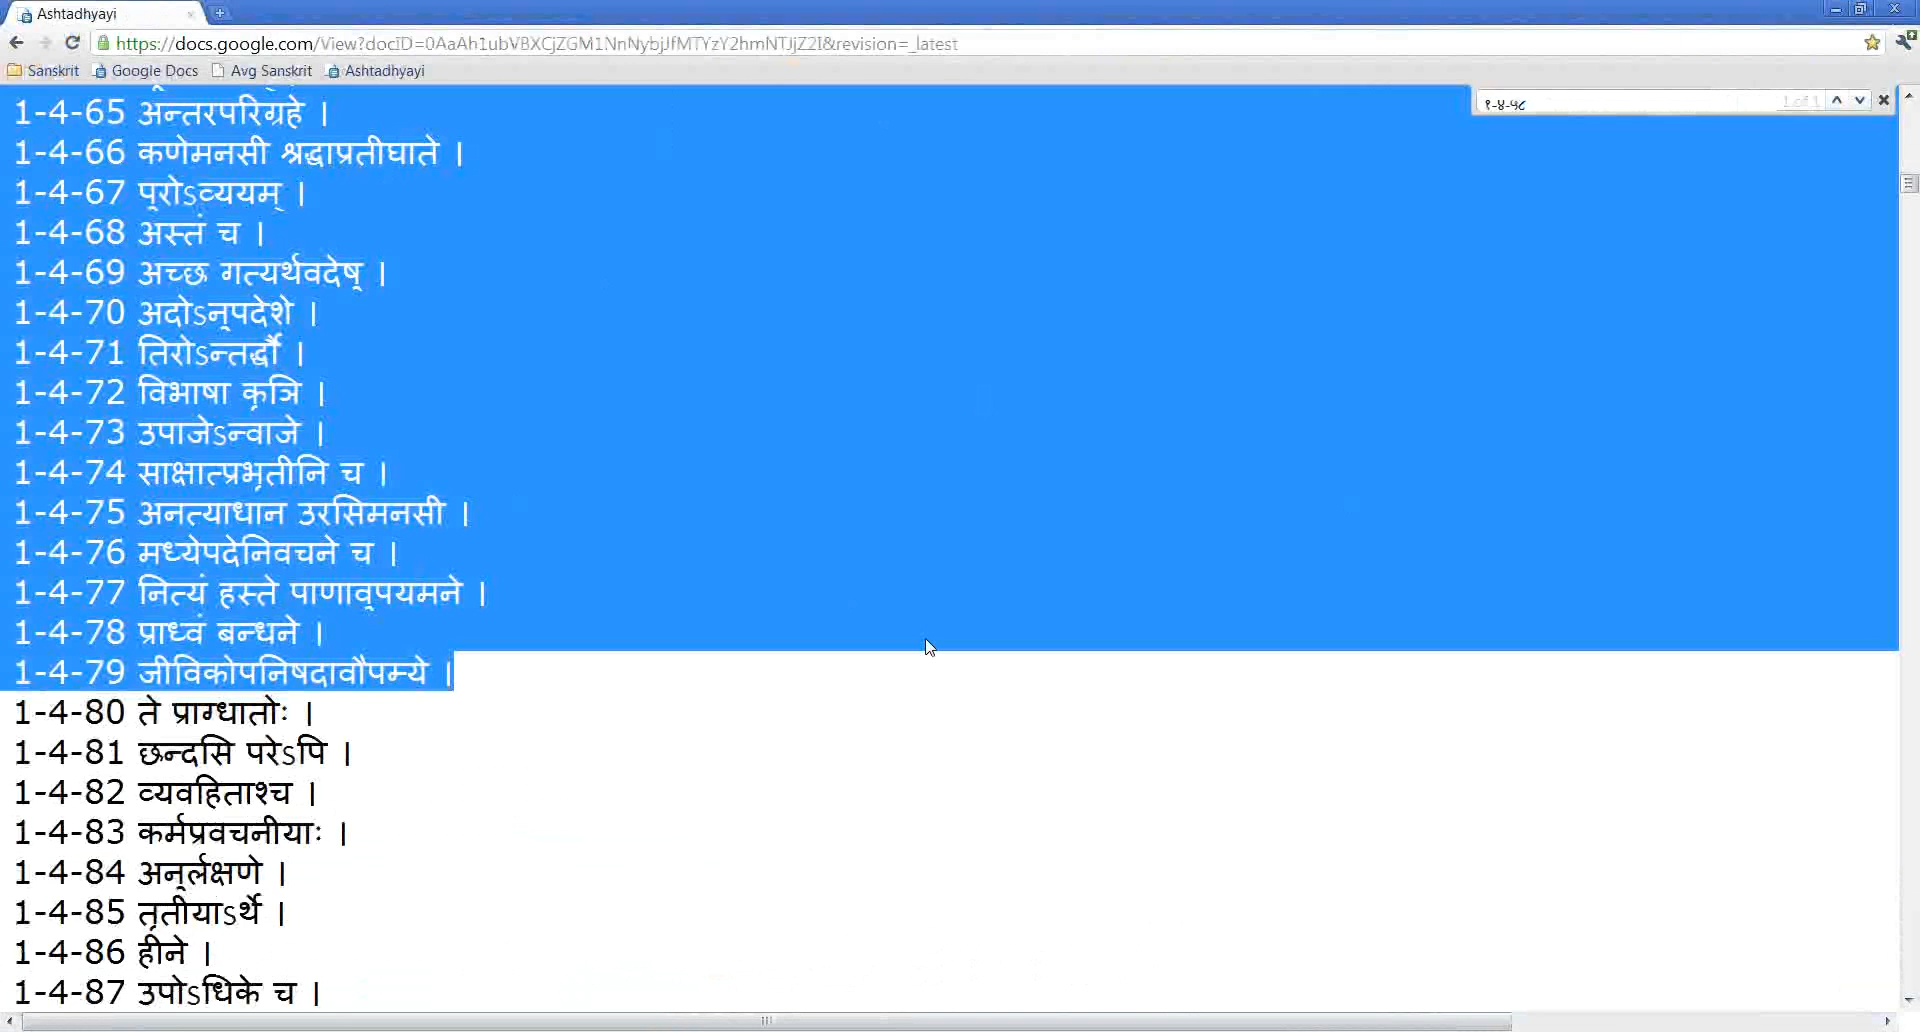 Ashtadhyayi
https://docs.google.com/View?docID=0AaAh1ubVBXCjZGM1NnNybjJfMTYzY2hmNTJjZ2I&revision=_latest
Sanskrit Google Docs Avg Sanskrit Ashtadhyayi
१-४-५८ 1 of 1
1-4-65 अन्तरपरिग्रहे ।
1-4-66 कणेमनसी श्रद्धाप्रतीघाते ।
1-4-67 पुरोऽव्ययम् ।
1-4-68 अस्तं च ।
1-4-69 अच्छ गत्यर्थवदेषु ।
1-4-70 अदोऽनुपदेशे ।
1-4-71 तिरोऽन्तर्द्धौ ।
1-4-72 विभाषा कृञि ।
1-4-73 उपाजेऽन्वाजे ।
1-4-74 साक्षात्प्रभृतीनि च ।
1-4-75 अनत्याधान उरसिमनसी ।
1-4-76 मध्येपदेनिवचने च ।
1-4-77 नित्यं हस्ते पाणावुपयमने ।
1-4-78 प्राध्वं बन्धने ।
1-4-79 जीविकोपनिषदावौपम्ये ।
1-4-80 ते प्राग्धातोः ।
1-4-81 छन्दसि परेऽपि ।
1-4-82 व्यवहिताश्च ।
1-4-83 कर्मप्रवचनीयाः ।
1-4-84 अनुर्लक्षणे ।
1-4-85 तृतीयाऽर्थे ।
1-4-86 हीने ।
1-4-87 उपोऽधिके च ।